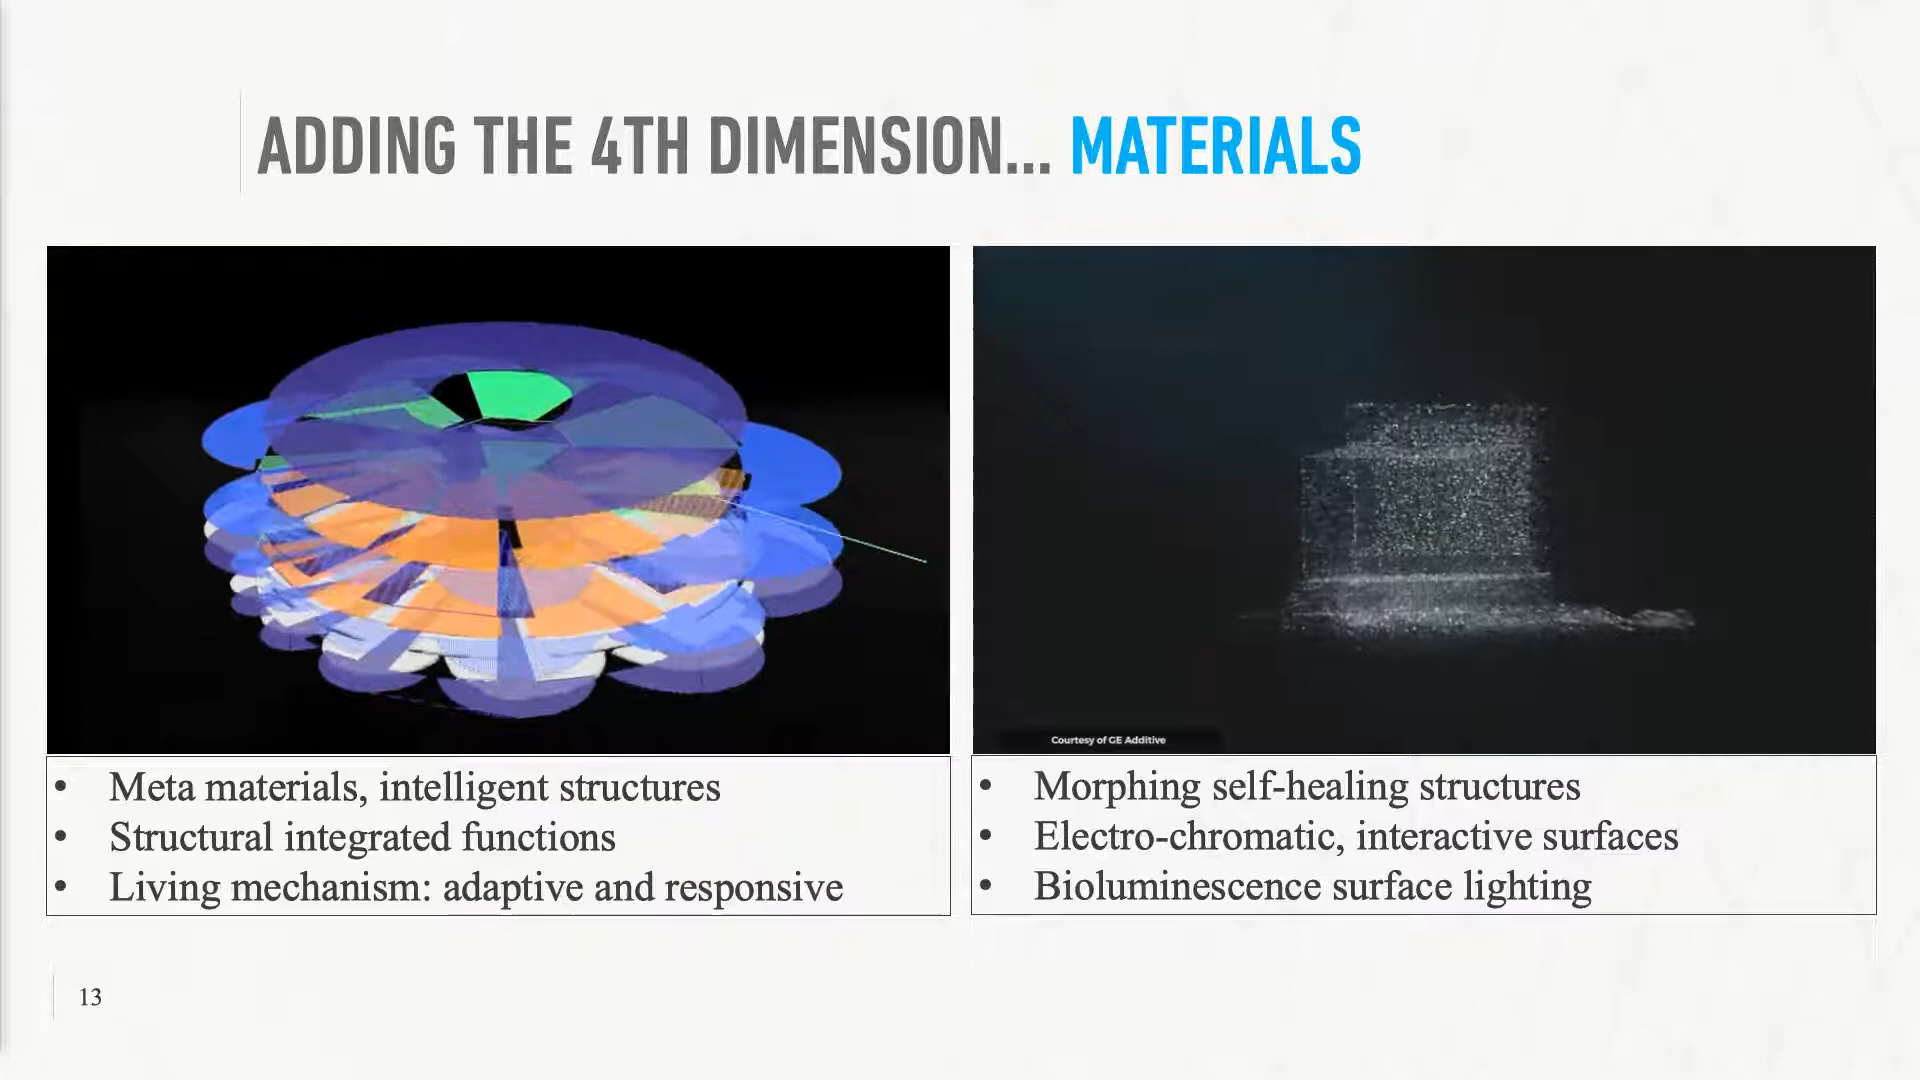 ADDING THE 4TH DIMENSION... MATERIALS
Courtesy of GE Additive
• Meta materials, intelligent structures
• Structural integrated functions
• Living mechanism: adaptive and responsive
• Morphing self-healing structures
• Electro-chromatic, interactive surfaces
• Bioluminescence surface lighting
13